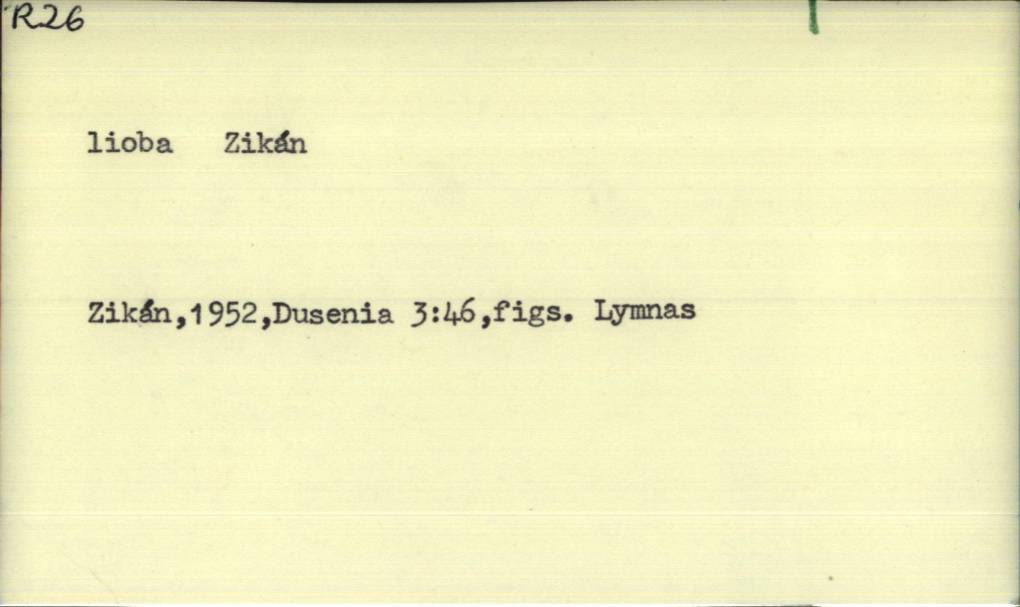 R26
lioba Zikán
Zikán,1952,Dusenia 3:46,figs. Lymnas